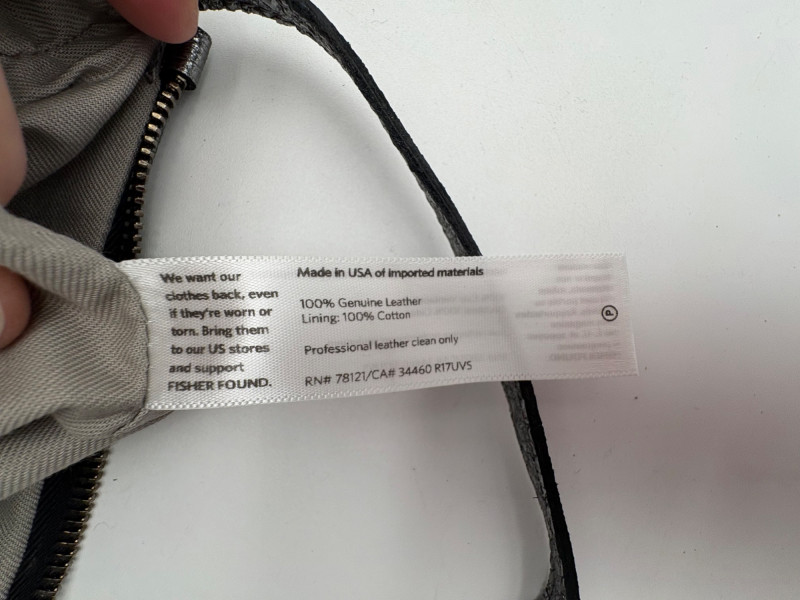 We want our
clothes back, even
if they're worn or
torn. Bring them
to our US stores
and support
FISHER FOUND.
Made in USA of imported materials
100% Genuine Leather
Lining: 100% Cotton
Professional leather clean only
RN# 78121/CA# 34460 R17UVS
P